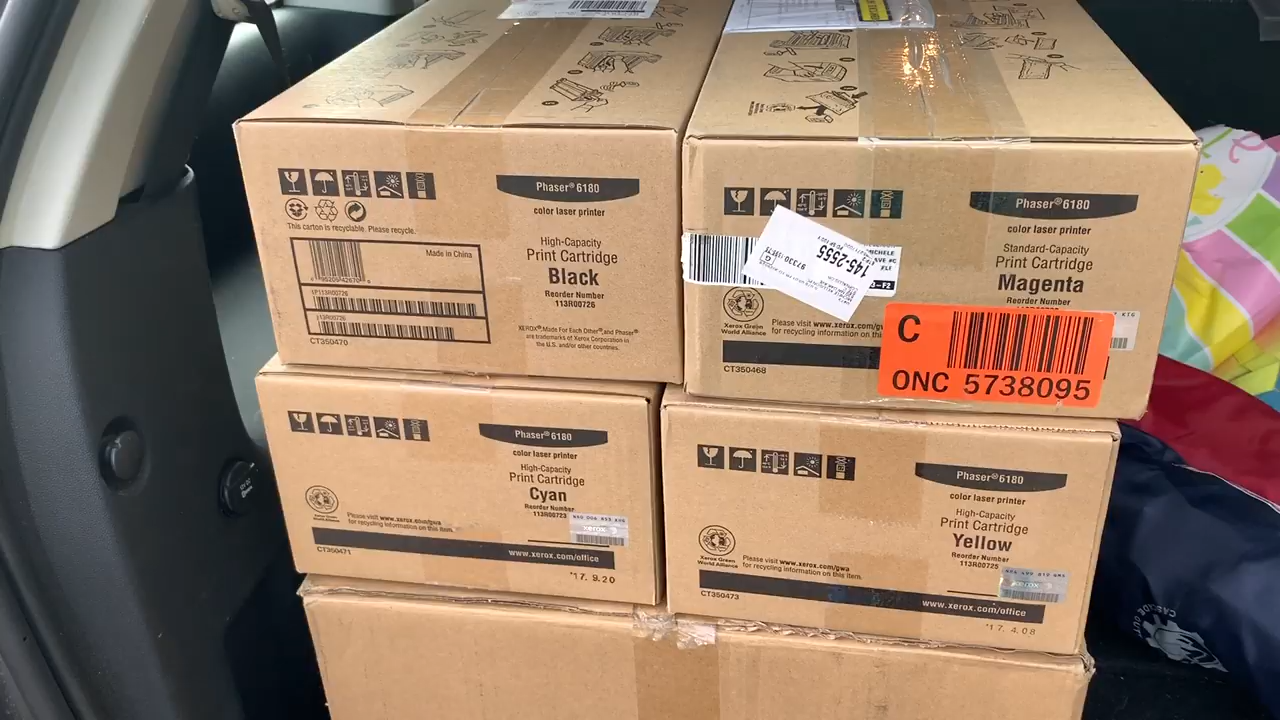 Phaser® 6180
color laser printer
This carton is recyclable. Please recycle.
Made in China
High-Capacity
Print Cartridge
Black
Reorder Number
113R00726
1P113R00726
XEROX®, Made For Each Other®, and Phaser®
are trademarks of Xerox Corporation in
the U.S. and/or other countries.
CT350470
Phaser® 6180
color laser printer
Standard-Capacity
Print Cartridge
Magenta
Reorder Number
145-2555
97330
Xerox Green
World Alliance
Please visit www.xerox.com/gw
for recycling information on this
CT350468
C
ONC 5738095
Phaser® 6180
color laser printer
High-Capacity
Print Cartridge
Cyan
Reorder Number
113R00723
Please visit www.xerox.com/gwa
for recycling information on this item.
xerox
www.xerox.com/office
CT350471
'17. 9.20
Phaser® 6180
color laser printer
High-Capacity
Print Cartridge
Yellow
Reorder Number
113R00725
Xerox Green
World Alliance
Please visit www.xerox.com/gwa
for recycling information on this item.
xerox
www.xerox.com/office
CT350473
'17. 4.08